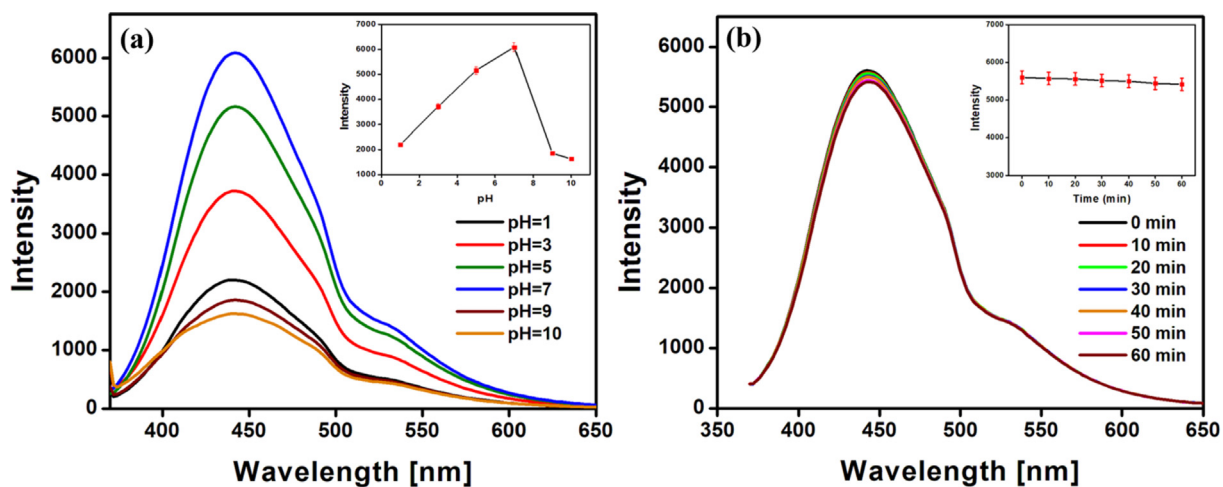 (a)
Intensity
6000
5000
4000
3000
2000
1000
0
400 450 500 550 600 650
Wavelength [nm]
pH=1
pH=3
pH=5
pH=7
pH=9
pH=10
Intensity
7000
6000
5000
4000
3000
2000
1000
0 2 4 6 8 10
pH
(b)
Intensity
6000
5000
4000
3000
2000
1000
0
350 400 450 500 550 600 650
Wavelength [nm]
0 min
10 min
20 min
30 min
40 min
50 min
60 min
Intensity
7000
6000
5000
4000
3000
0 10 20 30 40 50 60
Time (min)